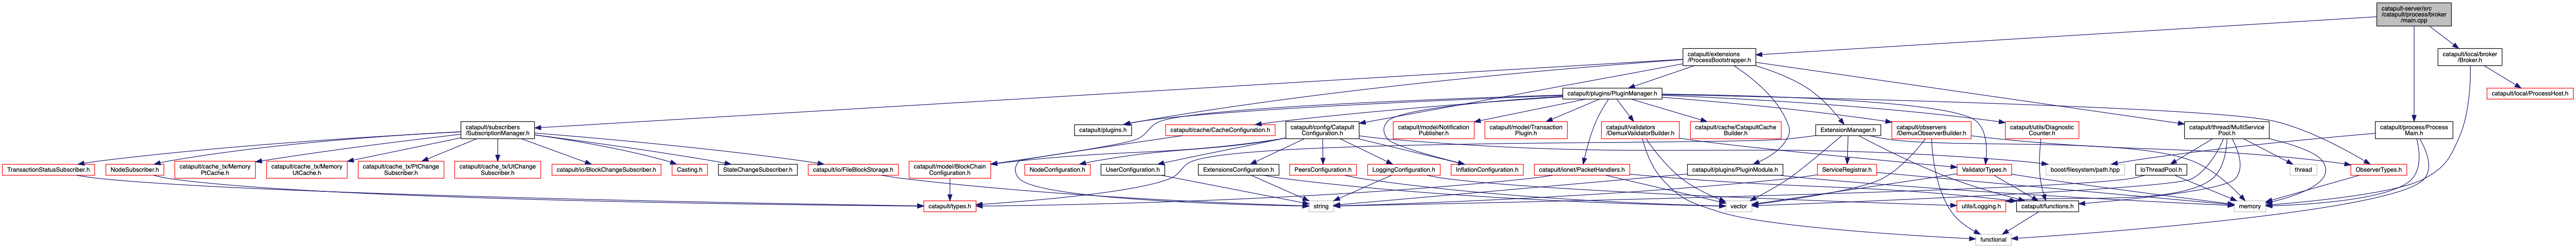 catapult-server/src
/catapult/process/broker
/main.cpp
catapult/extensions
/ProcessBootstrapper.h
catapult/local/broker
/Broker.h
catapult/plugins/PluginManager.h
catapult/local/ProcessHost.h
catapult/subscribers
/SubscriptionManager.h
catapult/plugins.h
catapult/cache/CacheConfiguration.h
catapult/config/Catapult
Configuration.h
catapult/model/Notification
Publisher.h
catapult/model/Transaction
Plugin.h
catapult/validators
/DemuxValidatorBuilder.h
catapult/cache/CatapultCache
Builder.h
ExtensionManager.h
catapult/observers
/DemuxObserverBuilder.h
catapult/utils/Diagnostic
Counter.h
catapult/thread/MultiService
Pool.h
catapult/process/Process
Main.h
TransactionStatusSubscriber.h
NodeSubscriber.h
catapult/cache_tx/Memory
PtCache.h
catapult/cache_tx/Memory
UtCache.h
catapult/cache_tx/PtChange
Subscriber.h
catapult/cache_tx/UtChange
Subscriber.h
catapult/io/BlockChangeSubscriber.h
Casting.h
StateChangeSubscriber.h
catapult/io/FileBlockStorage.h
catapult/model/BlockChain
Configuration.h
NodeConfiguration.h
UserConfiguration.h
ExtensionsConfiguration.h
PeersConfiguration.h
LoggingConfiguration.h
InflationConfiguration.h
catapult/ionet/PacketHandlers.h
catapult/plugins/PluginModule.h
ServiceRegistrar.h
ValidatorTypes.h
boost/filesystem/path.hpp
IoThreadPool.h
thread
ObserverTypes.h
catapult/types.h
string
vector
utils/Logging.h
catapult/functions.h
memory
functional